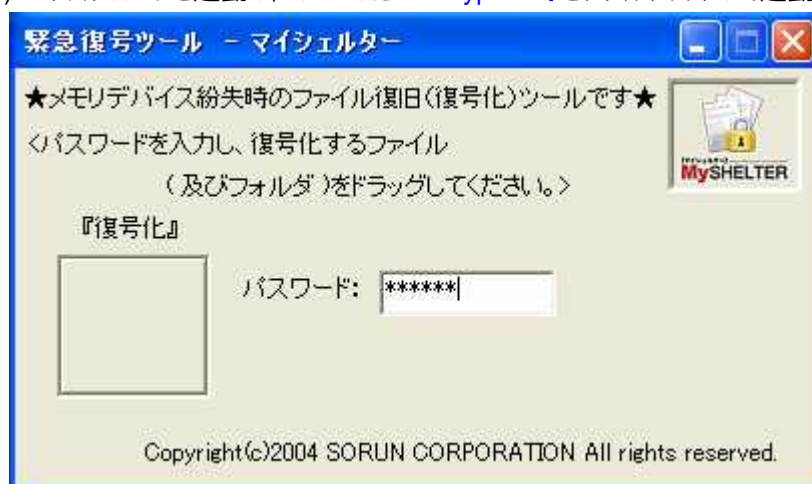 緊急復号ツール －マイシェルター
★メモリデバイス紛失時のファイル復旧(復号化)ツールです★
<パスワードを入力し、復号化するファイル
(及びフォルダ)をドラッグしてください。>
MySHELTER
『復号化』
パスワード: ******
Copyright(c)2004 SORUN CORPORATION All rights reserved.